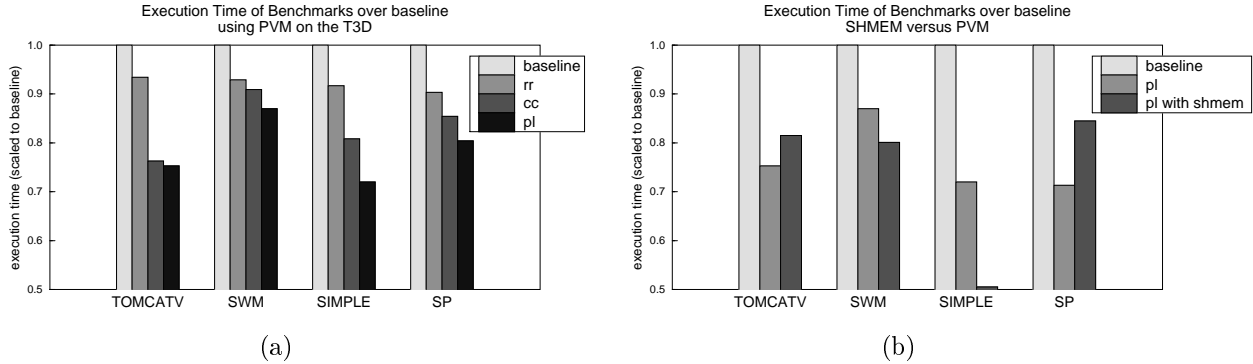 Execution Time of Benchmarks over baseline
using PVM on the T3D
execution time (scaled to baseline)
1.0
0.9
0.8
0.7
0.6
0.5
baseline
rr
cc
pl
TOMCATV SWM SIMPLE SP
(a)
Execution Time of Benchmarks over baseline
SHMEM versus PVM
execution time (scaled to baseline)
1.0
0.9
0.8
0.7
0.6
0.5
baseline
pl
pl with shmem
TOMCATV SWM SIMPLE SP
(b)